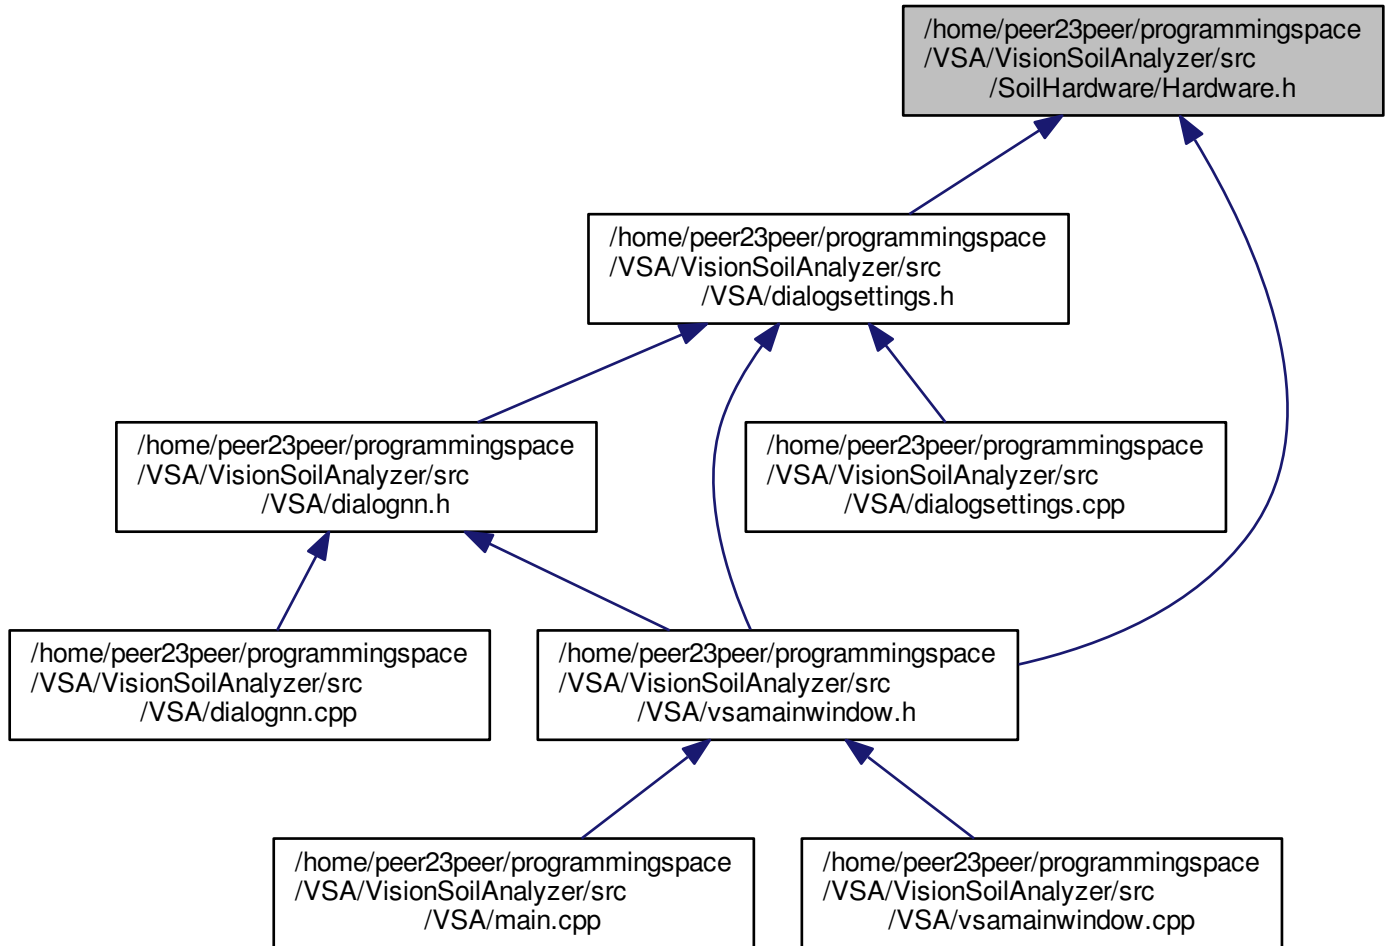 /home/peer23peer/programmingspace
/VSA/VisionSoilAnalyzer/src
/SoilHardware/Hardware.h
/home/peer23peer/programmingspace
/VSA/VisionSoilAnalyzer/src
/VSA/dialogsettings.h
/home/peer23peer/programmingspace
/VSA/VisionSoilAnalyzer/src
/VSA/dialognn.h
/home/peer23peer/programmingspace
/VSA/VisionSoilAnalyzer/src
/VSA/dialogsettings.cpp
/home/peer23peer/programmingspace
/VSA/VisionSoilAnalyzer/src
/VSA/dialognn.cpp
/home/peer23peer/programmingspace
/VSA/VisionSoilAnalyzer/src
/VSA/vsamainwindow.h
/home/peer23peer/programmingspace
/VSA/VisionSoilAnalyzer/src
/VSA/main.cpp
/home/peer23peer/programmingspace
/VSA/VisionSoilAnalyzer/src
/VSA/vsamainwindow.cpp